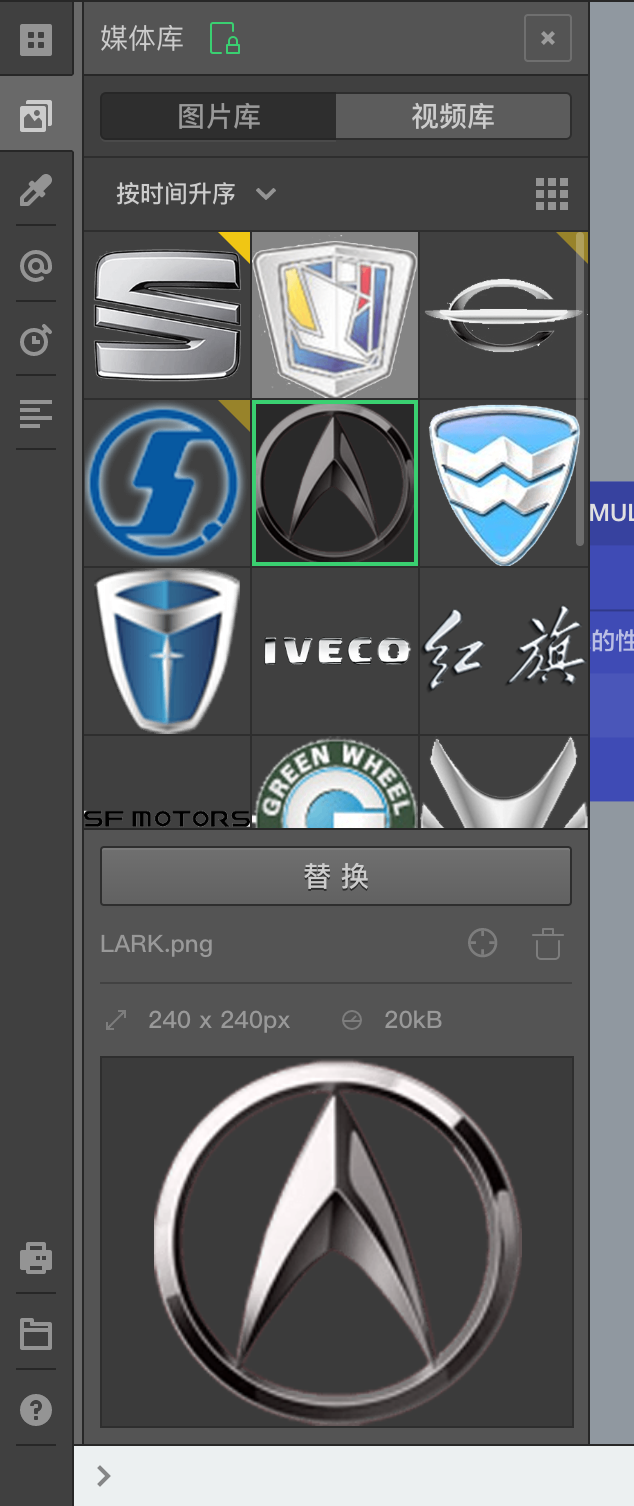 媒体库
图片库
视频库
按时间升序
MUL
的性
IVECO
红旗
SF MOTORS
GREEN WHEEL
替换
LARK.png
240 x 240px
20kB